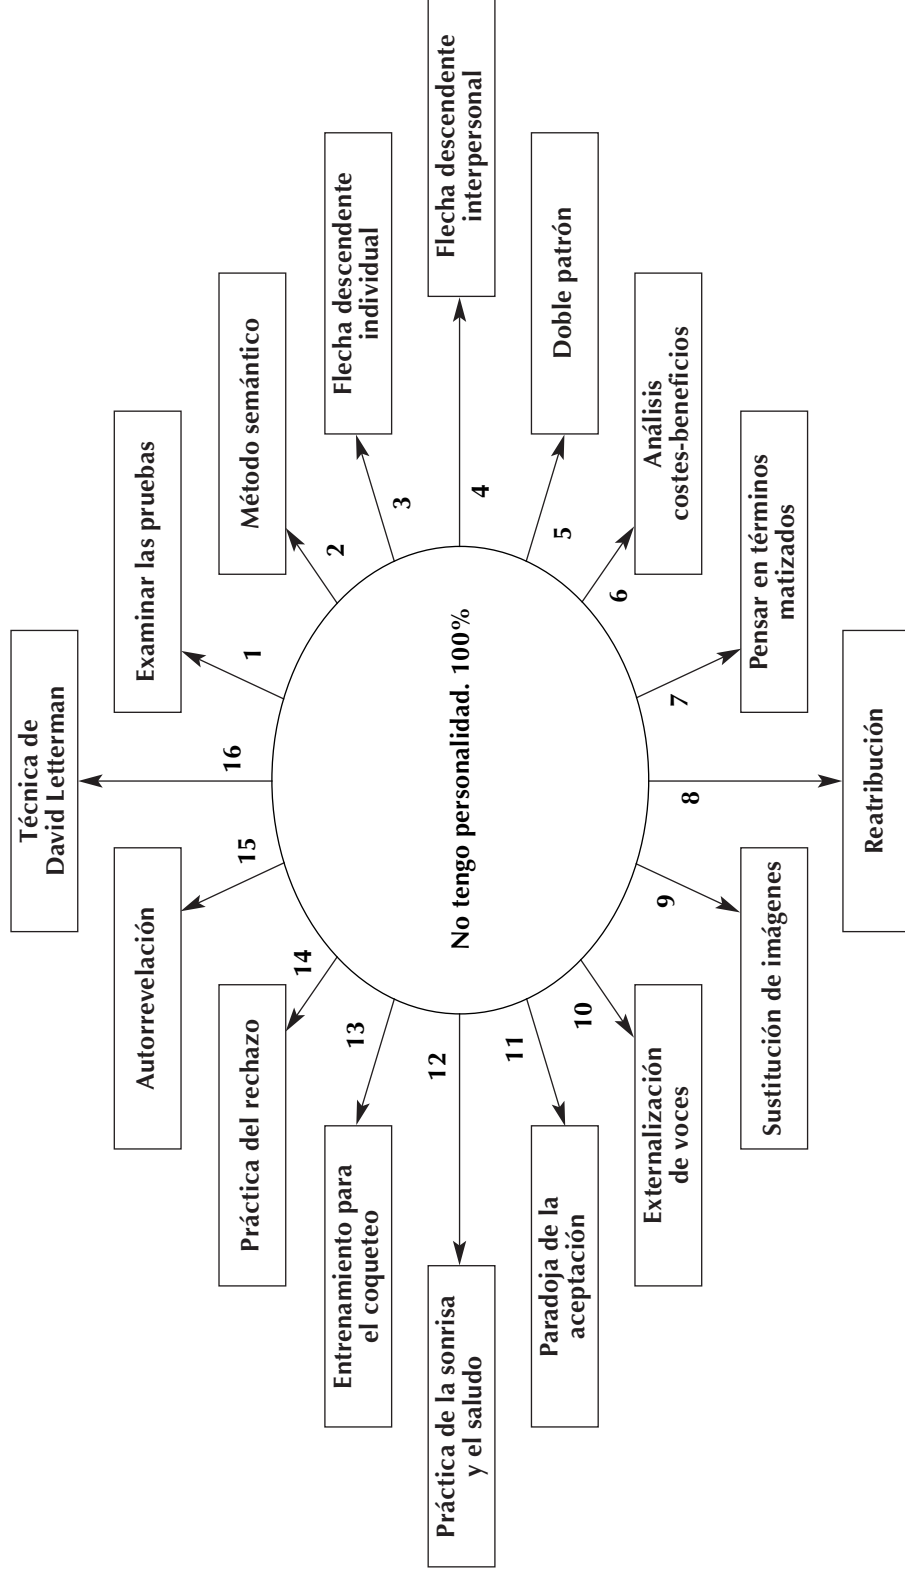 Técnica de
David Letterman
16
Examinar las pruebas
1
Método semántico
2
Flecha descendente
individual
3
Flecha descendente
interpersonal
4
Doble patrón
5
Análisis
costes-beneficios
6
Pensar en términos
matizados
7
Reatribución
8
Sustitución de imágenes
9
Externalización
de voces
10
Paradoja de la
aceptación
11
Práctica de la sonrisa
y el saludo
12
Entrenamiento para
el coqueteo
13
Práctica del rechazo
14
Autorrevelación
15
No tengo personalidad. 100%